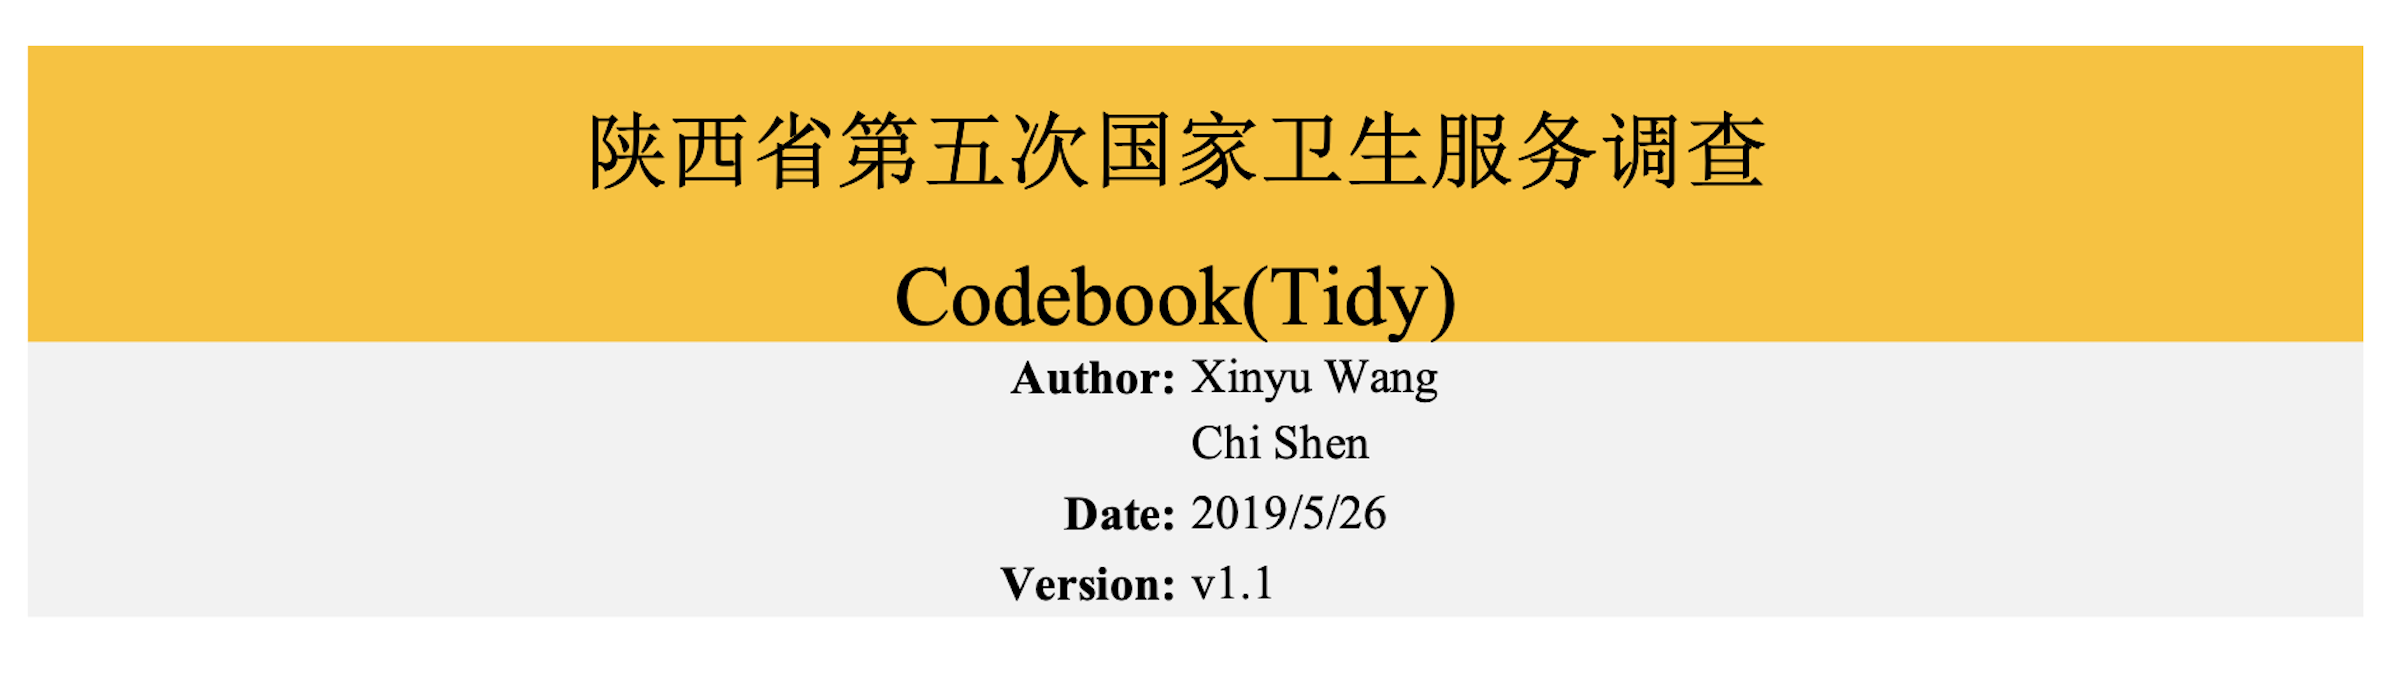 陕西省第五次国家卫生服务调查
Codebook(Tidy)
Author: Xinyu Wang
Chi Shen
Date: 2019/5/26
Version: v1.1